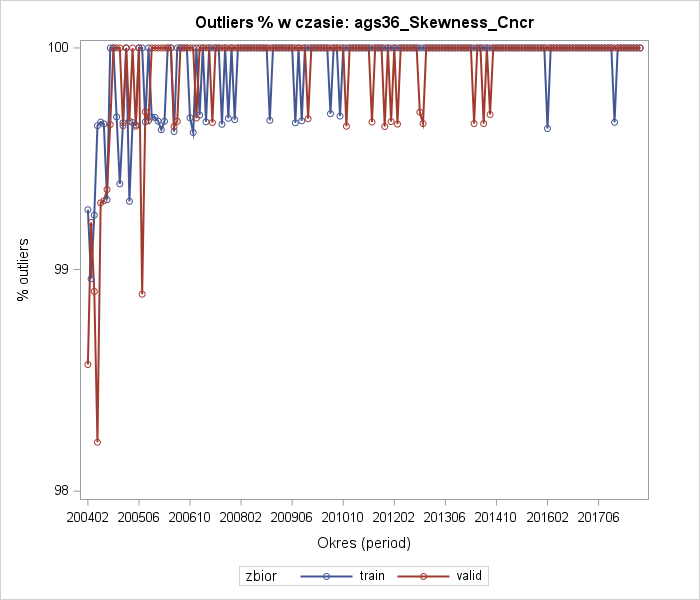 Outliers % w czasie: ags36_Skewness_Cncr
100
99
98
% outliers
200402 200506 200610 200802 200906 201010 201202 201306 201410 201602 201706
Okres (period)
zbior train valid